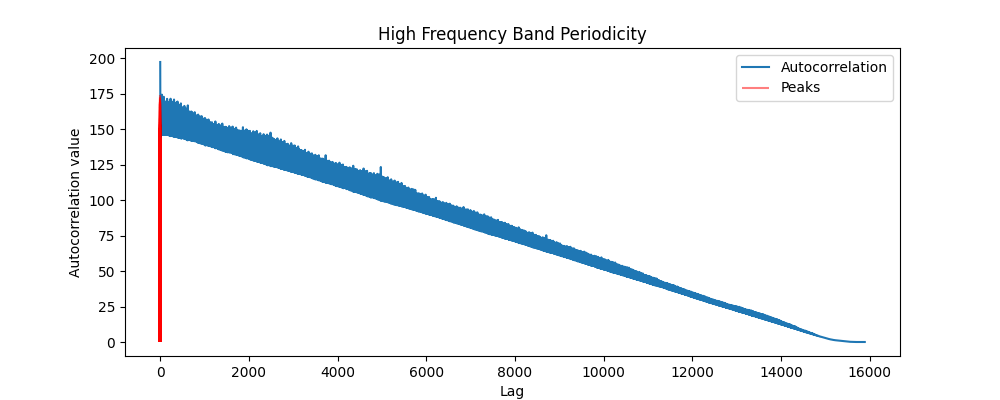 High Frequency Band Periodicity
Autocorrelation
Peaks
Autocorrelation value
200
175
150
125
100
75
50
25
0
0 2000 4000 6000 8000 10000 12000 14000 16000
Lag